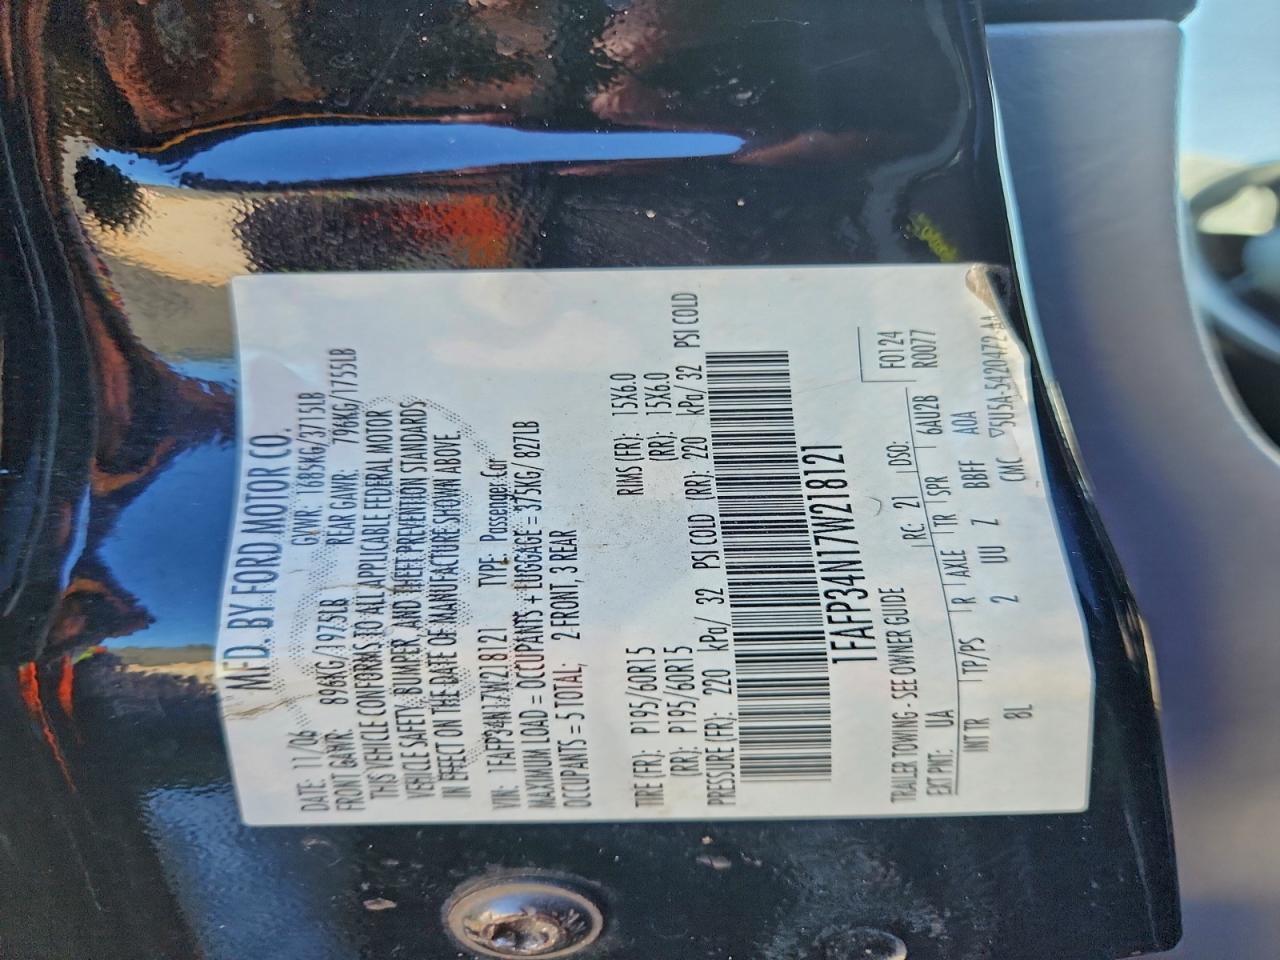 MFD. BY FORD MOTOR CO.
DATE: 11/06 GVWR: 1685KG/3715LB
FRONT GAWR: 896KG/1975LB REAR GAWR: 796KG/1755LB
THIS VEHICLE CONFORMS TO ALL APPLICABLE FEDERAL MOTOR
VEHICLE SAFETY, BUMPER, AND THEFT PREVENTION STANDARDS
IN EFFECT ON THE DATE OF MANUFACTURE SHOWN ABOVE.
VIN: 1FAFP34N17W218121 TYPE: Passenger Car
MAXIMUM LOAD = OCCUPANTS + LUGGAGE = 375KG/ 827LB
OCCUPANTS = 5 TOTAL; 2 FRONT, 3 REAR
TIRE (FR): P195/60R15 RIMS (FR): 15X6.0
(RR): P195/60R15 (RR): 15X6.0
PRESSURE (FR): 220 kPa/ 32 PSI COLD (RR): 220 kPa/ 32 PSI COLD
1FAFP34N17W218121
TRAILER TOWING - SEE OWNER GUIDE F0124
EXT PNT: UA RC: 21 DSO: R0077
INT TR TP/PS R AXLE TR SPR 6AU2B
8L 2 UU Z BBFF AOA
CMC ▽5U5A-5420472-AA